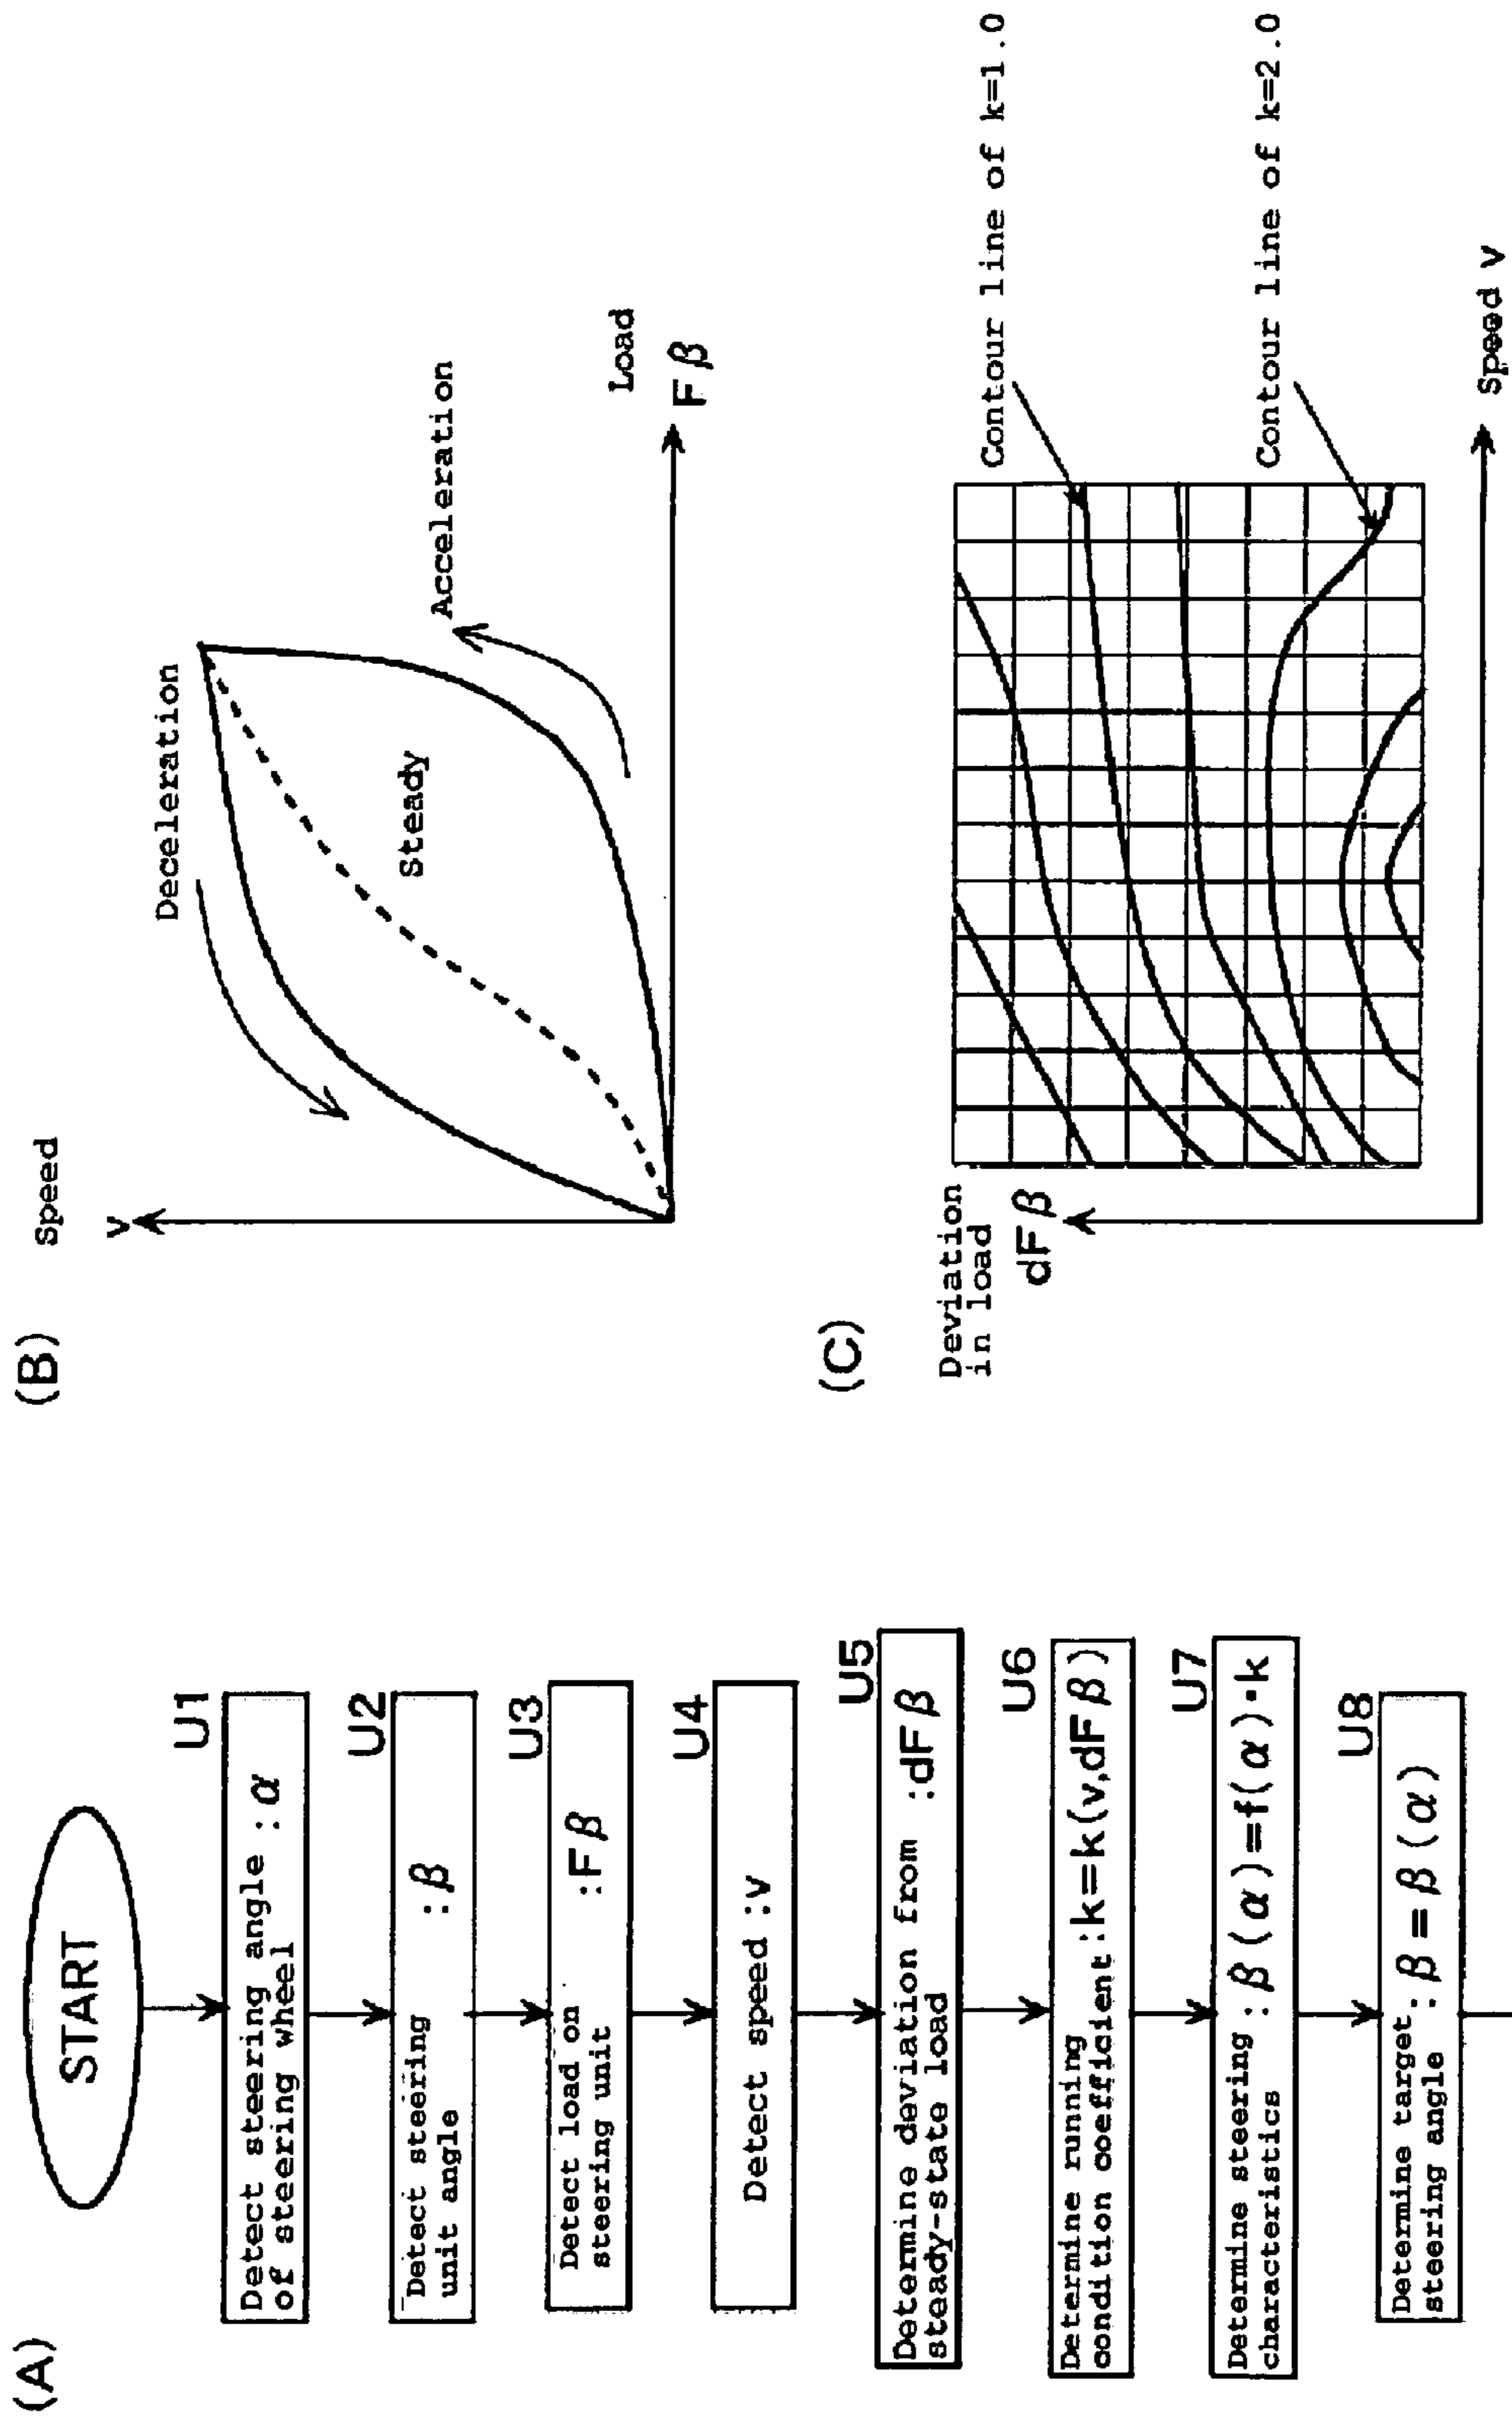 (A)
START
U1
Detect steering angle : α
of steering wheel
U2
Detect steering : β
unit angle
U3
Detect load on : Fβ
steering unit
U4
Detect speed : v
U5
Determine deviation from : dFβ
steady-state load
U6
Determine running
condition coefficient : k=k(v,dFβ)
U7
Determine steering : β(α)=f(α)·k
characteristics
U8
Determine target : β=β(α)
steering angle
(B)
Speed
v
Deceleration
Steady
Acceleration
Load
Fβ
(C)
Deviation
in load
dFβ
Contour line of k=1.0
Contour line of k=2.0
Speed v